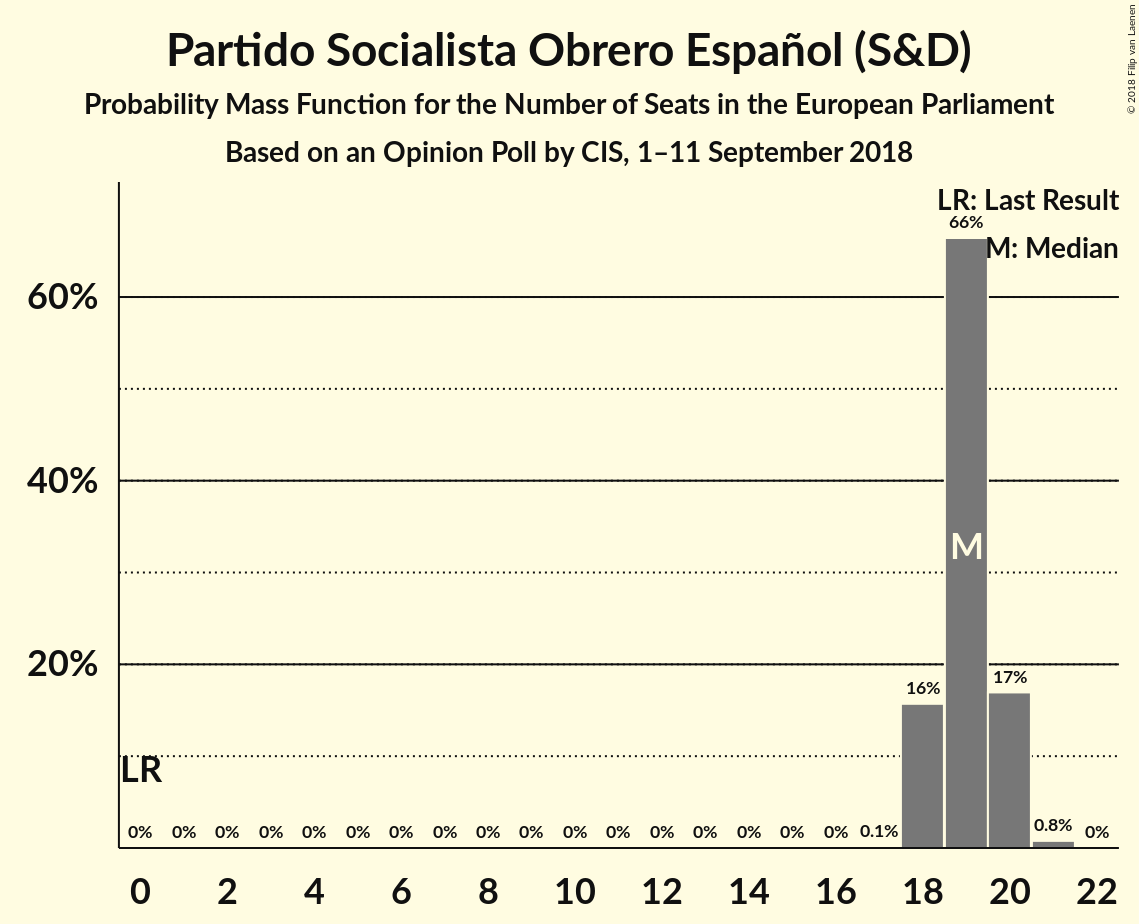 Partido Socialista Obrero Español (S&D)
Probability Mass Function for the Number of Seats in the European Parliament
Based on an Opinion Poll by CIS, 1–11 September 2018
© 2018 Filip van Laenen
LR: Last Result
M: Median
66%
60%
40%
M
20%
16%
17%
LR
0% 0% 0% 0% 0% 0% 0% 0% 0% 0% 0% 0% 0% 0% 0% 0% 0% 0.1% 0.8% 0%
0 2 4 6 8 10 12 14 16 18 20 22